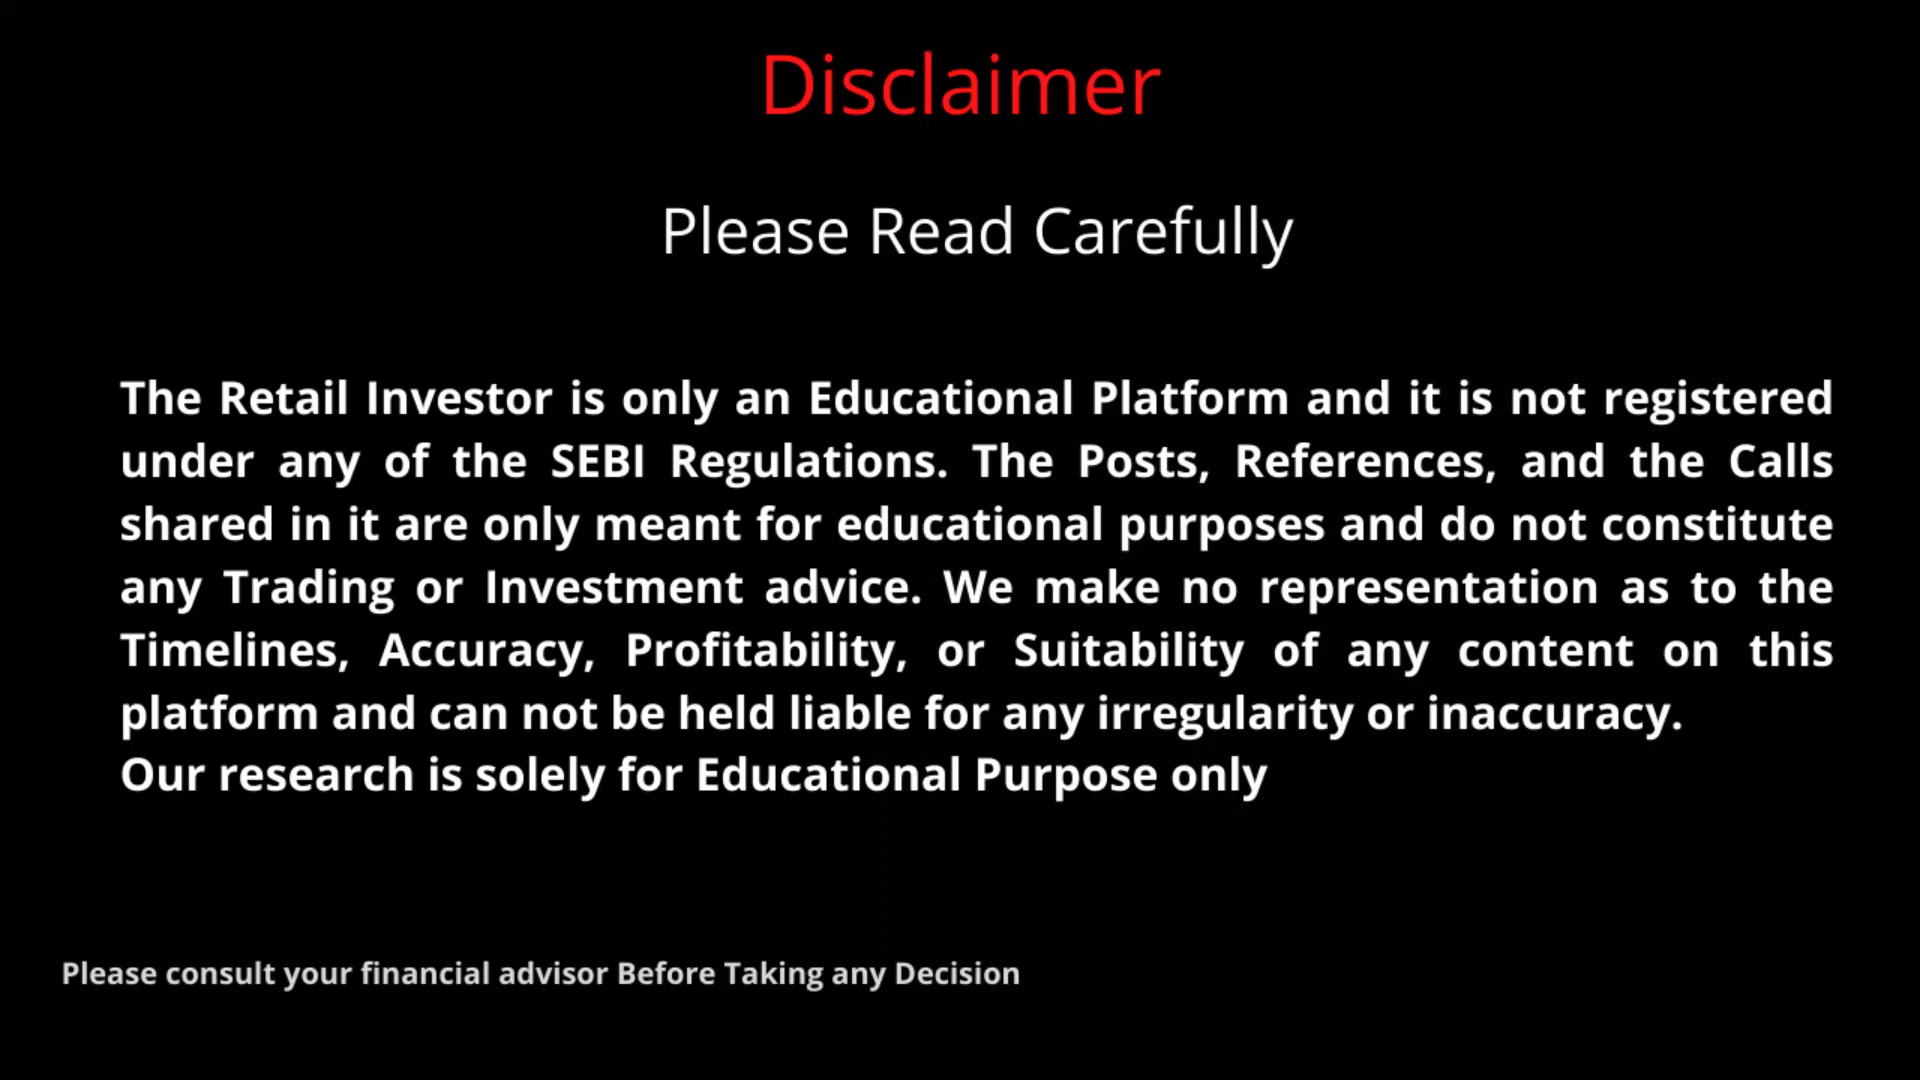 Disclaimer
Please Read Carefully
The Retail Investor is only an Educational Platform and it is not registered
under any of the SEBI Regulations. The Posts, References, and the Calls
shared in it are only meant for educational purposes and do not constitute
any Trading or Investment advice. We make no representation as to the
Timelines, Accuracy, Profitability, or Suitability of any content on this
platform and can not be held liable for any irregularity or inaccuracy.
Our research is solely for Educational Purpose only
Please consult your financial advisor Before Taking any Decision